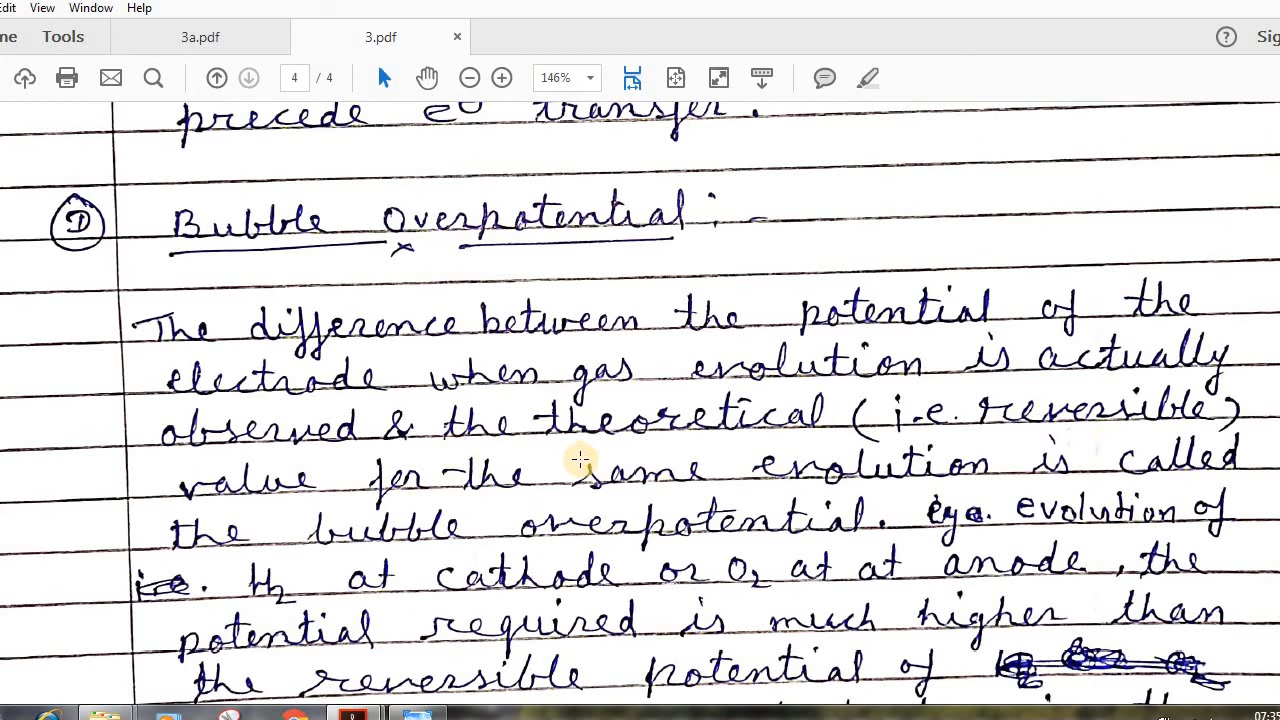 Edit View Window Help
me Tools 3a.pdf 3.pdf × ? Sig
4 / 4 146%
precede e⊖ transfer.
D Bubble Overpotential :-
The difference between the potential of the
electrode when gas evolution is actually
observed & the theoretical (i.e. reversible)
value for the same evolution is called
the bubble overpotential. eg. evolution of
i.e. H₂ at cathode or O₂ at at anode, the
potential required is much higher than
the reversible potential of